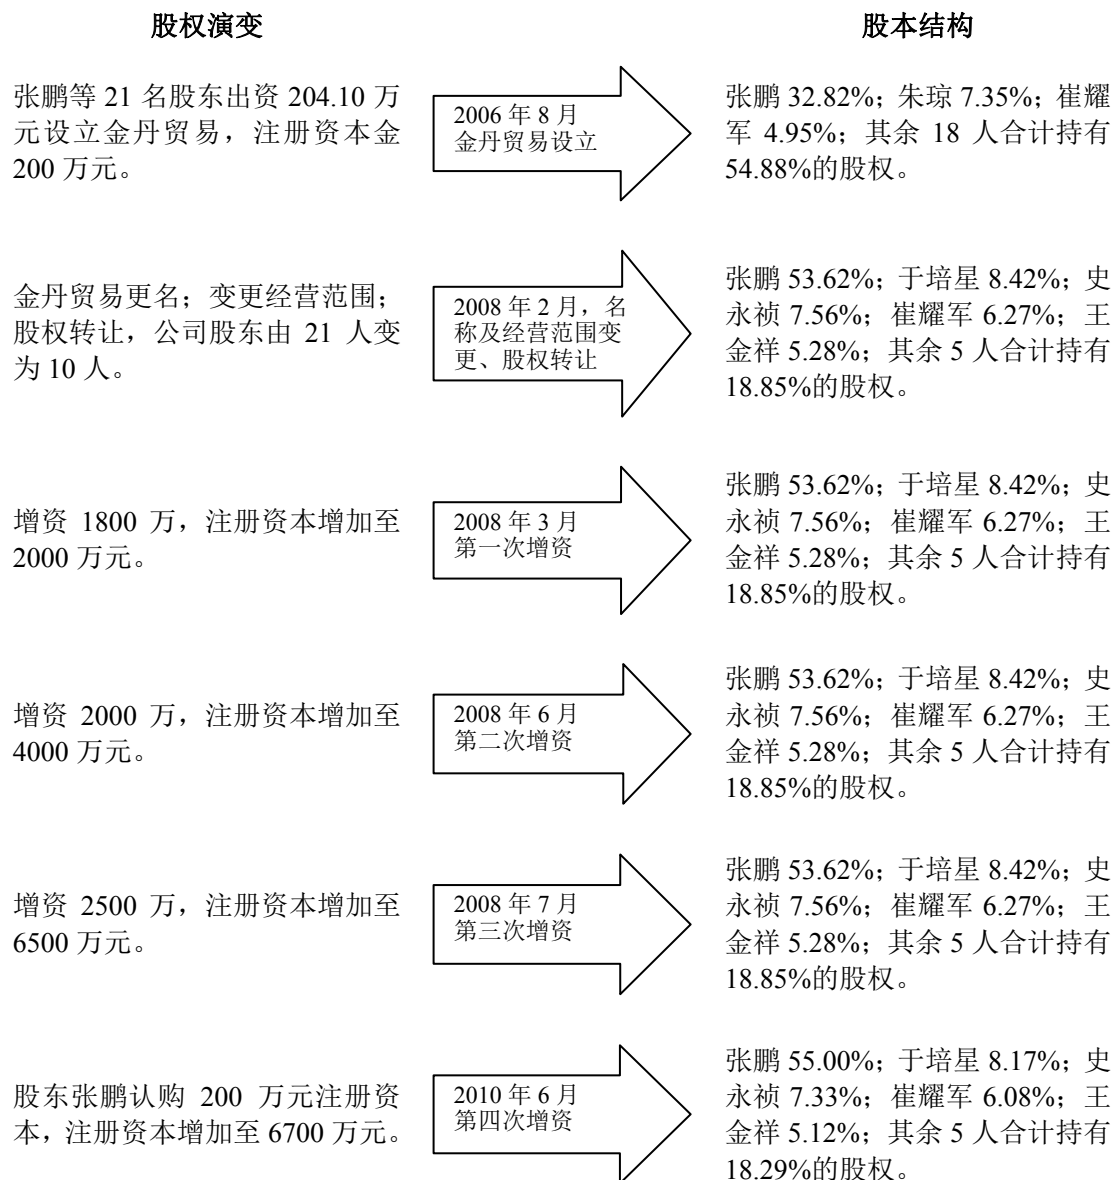 股权演变
股本结构
张鹏等 21 名股东出资 204.10 万
元设立金丹贸易，注册资本金
200 万元。
2006 年 8 月
金丹贸易设立
张鹏 32.82%；朱琼 7.35%；崔耀
军 4.95%；其余 18 人合计持有
54.88%的股权。
金丹贸易更名；变更经营范围；
股权转让，公司股东由 21 人变
为 10 人。
2008 年 2 月，名
称及经营范围变
更、股权转让
张鹏 53.62%；于培星 8.42%；史
永祯 7.56%；崔耀军 6.27%；王
金祥 5.28%；其余 5 人合计持有
18.85%的股权。
增资 1800 万，注册资本增加至
2000 万元。
2008 年 3 月
第一次增资
张鹏 53.62%；于培星 8.42%；史
永祯 7.56%；崔耀军 6.27%；王
金祥 5.28%；其余 5 人合计持有
18.85%的股权。
增资 2000 万，注册资本增加至
4000 万元。
2008 年 6 月
第二次增资
张鹏 53.62%；于培星 8.42%；史
永祯 7.56%；崔耀军 6.27%；王
金祥 5.28%；其余 5 人合计持有
18.85%的股权。
增资 2500 万，注册资本增加至
6500 万元。
2008 年 7 月
第三次增资
张鹏 53.62%；于培星 8.42%；史
永祯 7.56%；崔耀军 6.27%；王
金祥 5.28%；其余 5 人合计持有
18.85%的股权。
股东张鹏认购 200 万元注册资
本，注册资本增加至 6700 万元。
2010 年 6 月
第四次增资
张鹏 55.00%；于培星 8.17%；史
永祯 7.33%；崔耀军 6.08%；王
金祥 5.12%；其余 5 人合计持有
18.29%的股权。